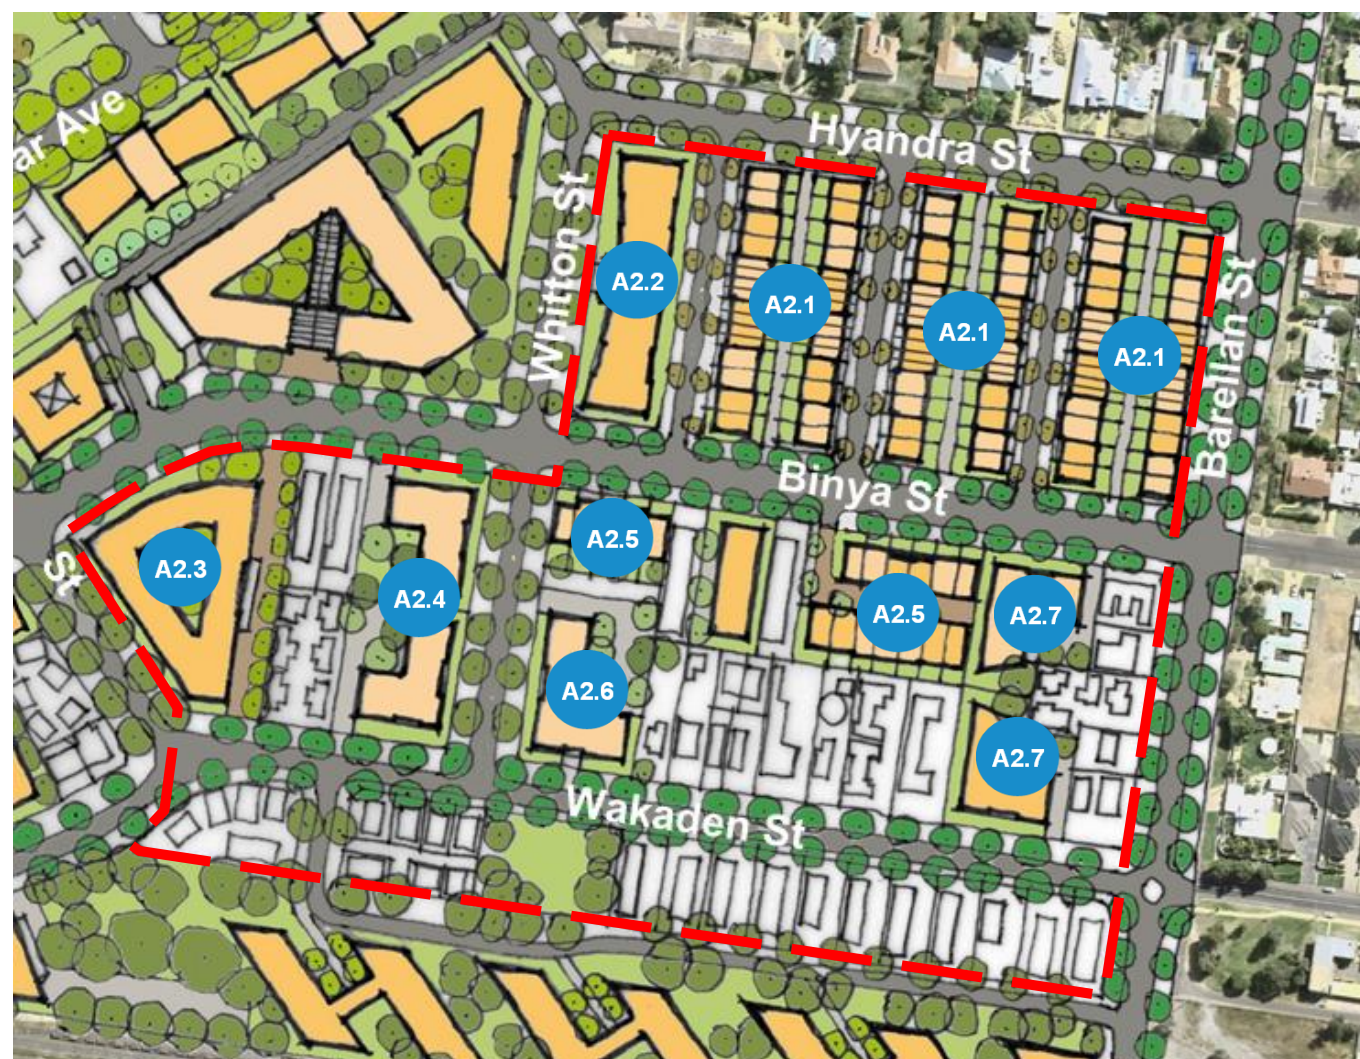 ar Ave
Hyandra St
Whitton St
A2.2
A2.1
A2.1
A2.1
Barellan St
Binya St
A2.5
A2.3
St
A2.4
A2.5
A2.7
A2.6
A2.7
Wakaden St